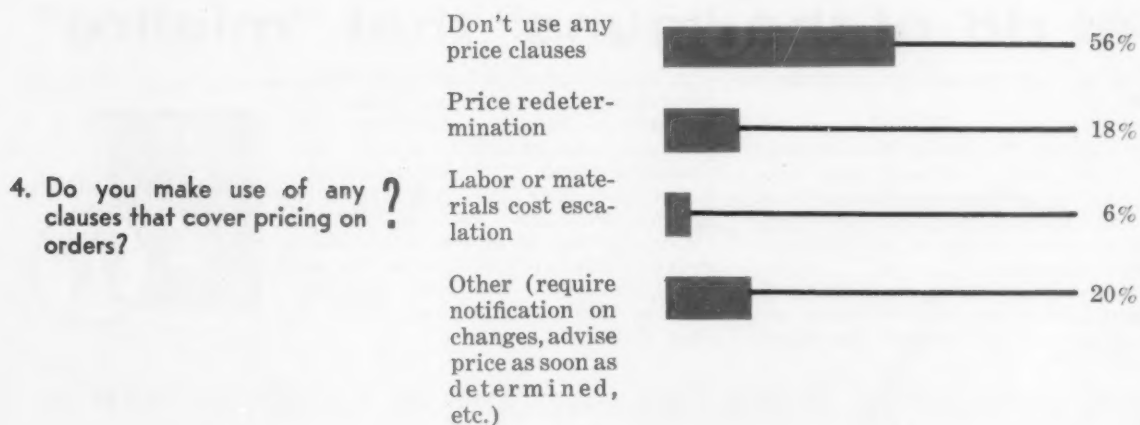 Don't use any
price clauses
56%
Price redeter-
mination
18%
4. Do you make use of any ?
clauses that cover pricing on
orders?
Labor or mate-
rials cost esca-
lation
6%
Other (require
notification on
changes, advise
price as soon as
determined,
etc.)
20%